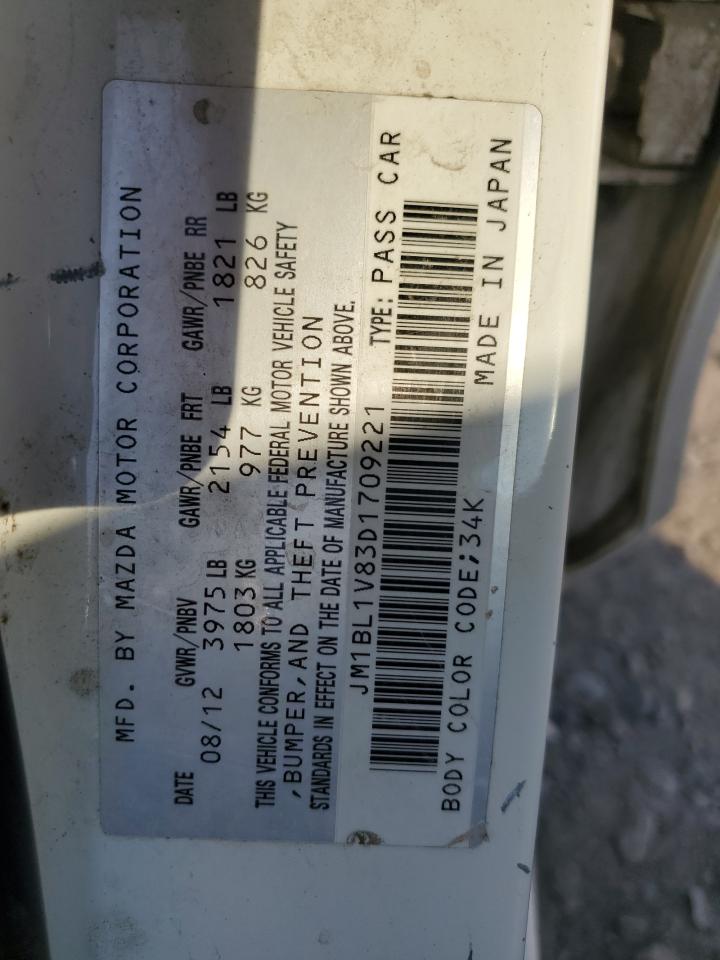 MFD. BY MAZDA MOTOR CORPORATION
DATE GVWR/PNBV GAWR/PNBE FRT GAWR/PNBE RR
08/12 3975 LB 2154 LB 1821 LB
1803 KG 977 KG 826 KG
THIS VEHICLE CONFORMS TO ALL APPLICABLE FEDERAL MOTOR VEHICLE SAFETY
,BUMPER,AND THEFT PREVENTION
STANDARDS IN EFFECT ON THE DATE OF MANUFACTURE SHOWN ABOVE.
JM1BL1V83D1709221 TYPE: PASS CAR
BODY COLOR CODE;34K MADE IN JAPAN